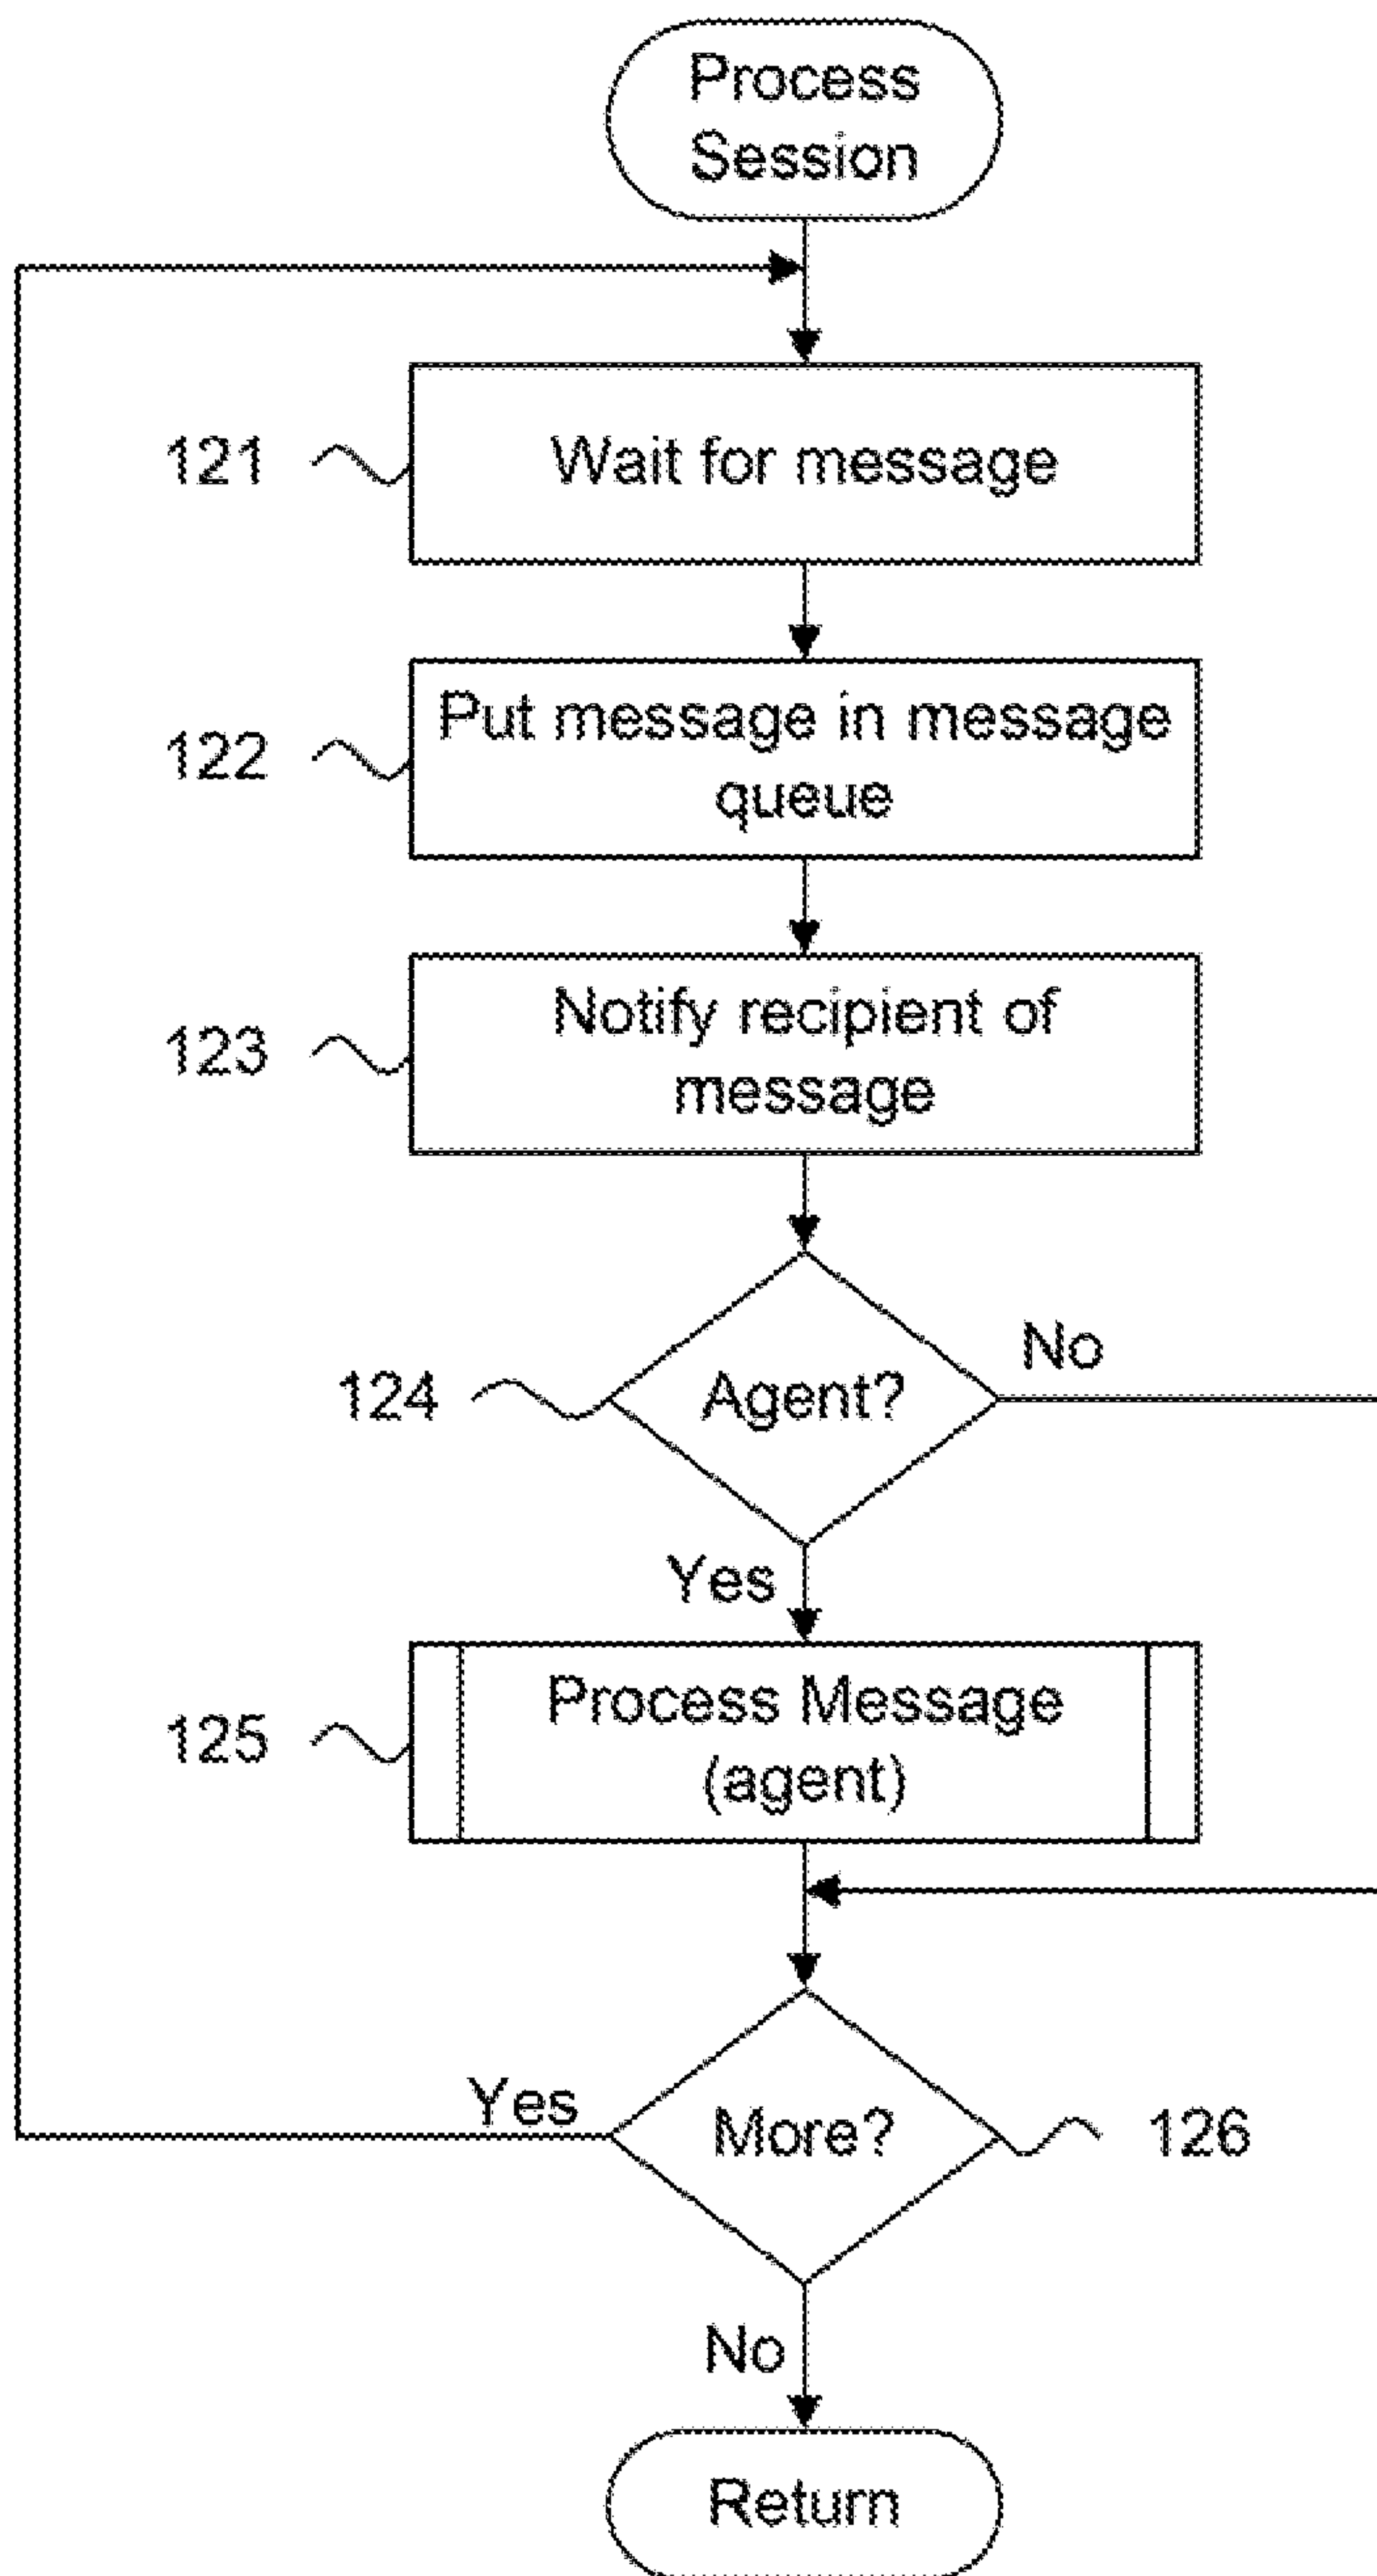 Process
Session
121
Wait for message
122
Put message in message
queue
123
Notify recipient of
message
124
Agent?
No
Yes
125
Process Message
(agent)
Yes
More?
126
No
Return